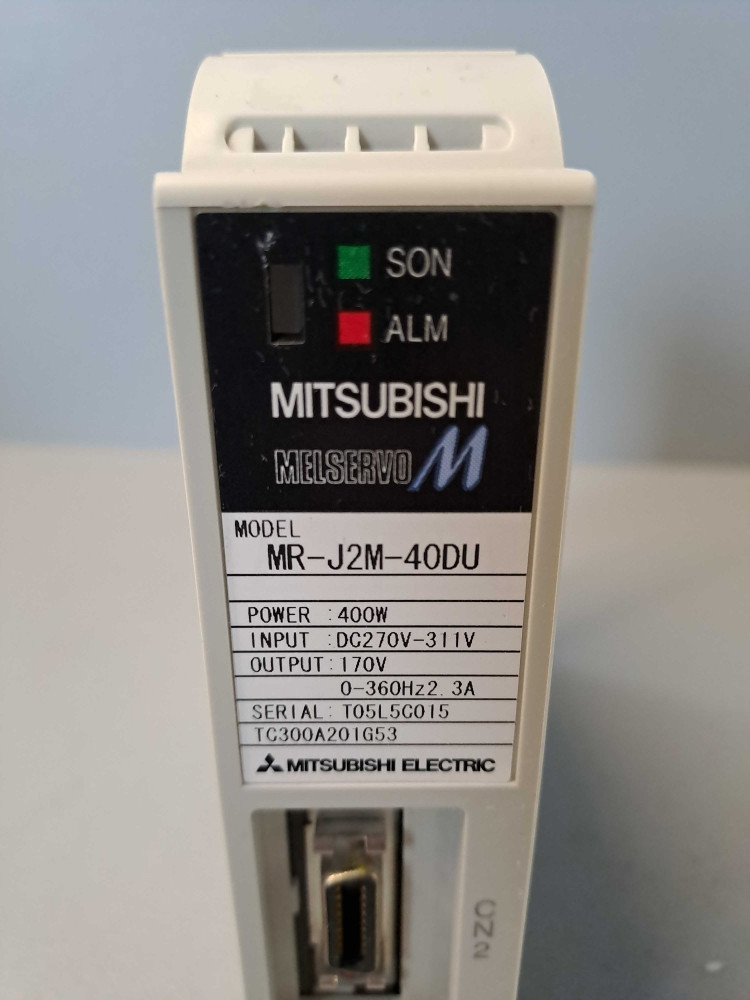 SON
ALM
MITSUBISHI
MELSERVO M
MODEL
MR-J2M-40DU
POWER : 400W
INPUT : DC270V-311V
OUTPUT : 170V
0-360Hz2.3A
SERIAL : T05L5C015
TC300A201G53
MITSUBISHI ELECTRIC
CN2